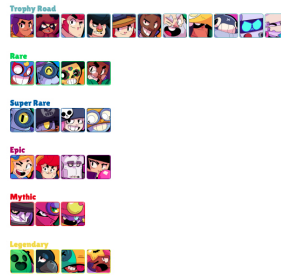 Trophy Road
Rare
Super Rare
Epic
Mythic
Legendary